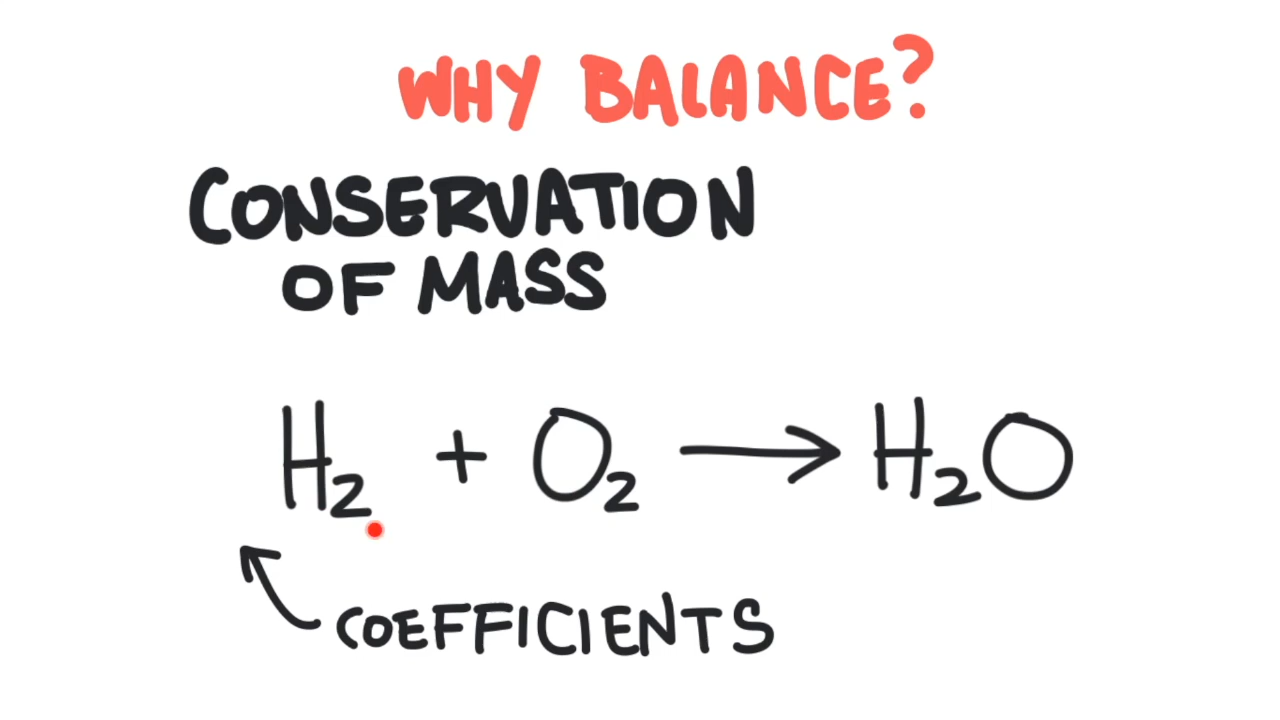 WHY BALANCE?
CONSERVATION
OF MASS
H₂ + O₂ → H₂O
COEFFICIENTS